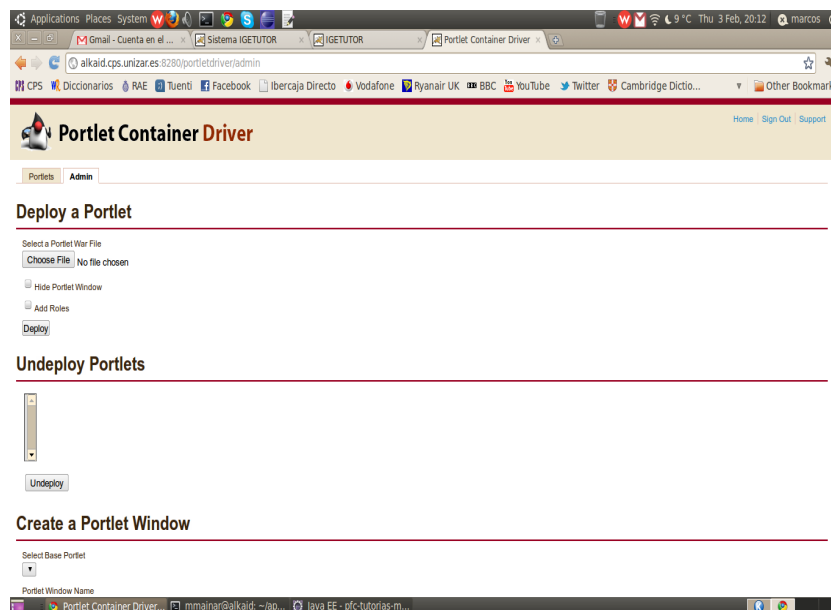 Applications Places System 9 °C Thu 3 Feb, 20:12 marcos
M Gmail - Cuenta en el ... Sistema IGETUTOR IGETUTOR Portlet Container Driver
alkaid.cps.unizar.es:8280/portletdriver/admin
CPS Diccionarios RAE Tuenti Facebook Ibercaja Directo Vodafone Ryanair UK BBC YouTube Twitter Cambridge Dictio... Other Bookmark
Portlet Container Driver
Home Sign Out Support
Portlets Admin
Deploy a Portlet
Select a Portlet War File
Choose File No file chosen
Hide Portlet Window
Add Roles
Deploy
Undeploy Portlets
Undeploy
Create a Portlet Window
Select Base Portlet
Portlet Window Name
Portlet Container Driver... mmainar@alkaid: ~/ap... Java EE - pfc-tutorias-m...